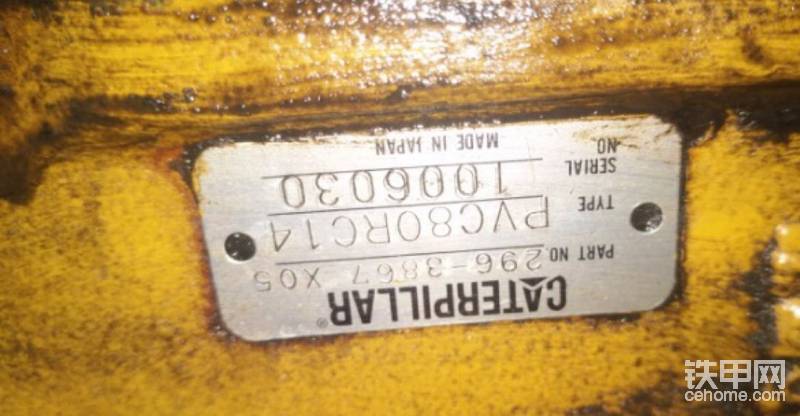 CATERPILLAR®
PART NO. 296-3867 X05
TYPE PVC80RC14
SERIAL NO. 1006030
MADE IN JAPAN
铁甲网
cehome.com